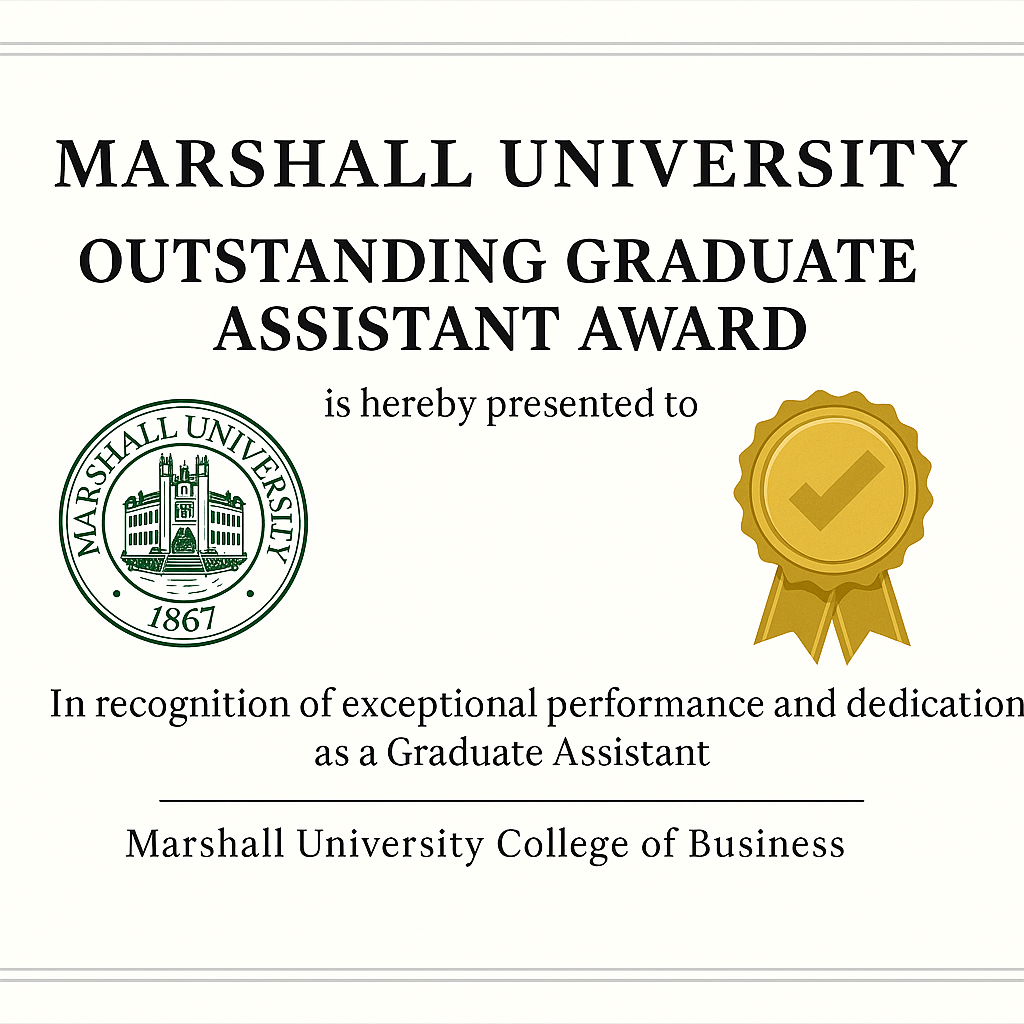 MARSHALL UNIVERSITY
OUTSTANDING GRADUATE
ASSISTANT AWARD
is hereby presented to
MARSHALL UNIVERSITY
• 1867 •
In recognition of exceptional performance and dedication
as a Graduate Assistant
Marshall University College of Business